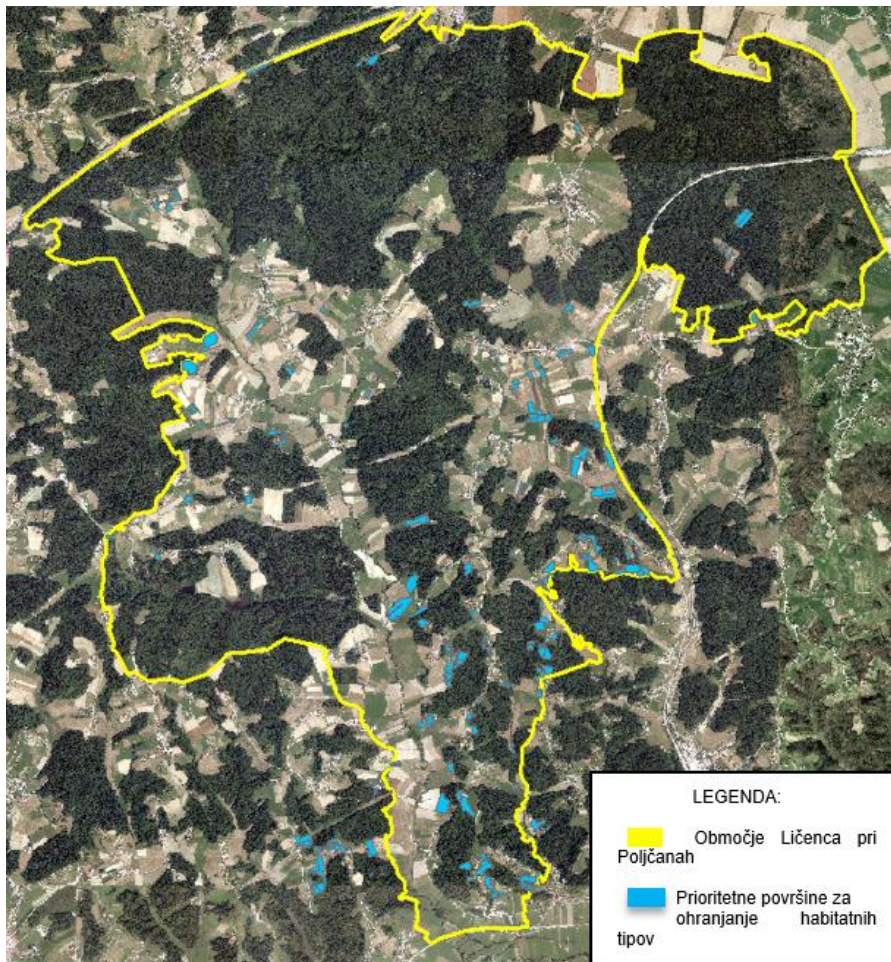 LEGENDA:
Območje Ličenca pri
Poljčanah
Prioritetne površine za
ohranjanje habitatnih
tipov